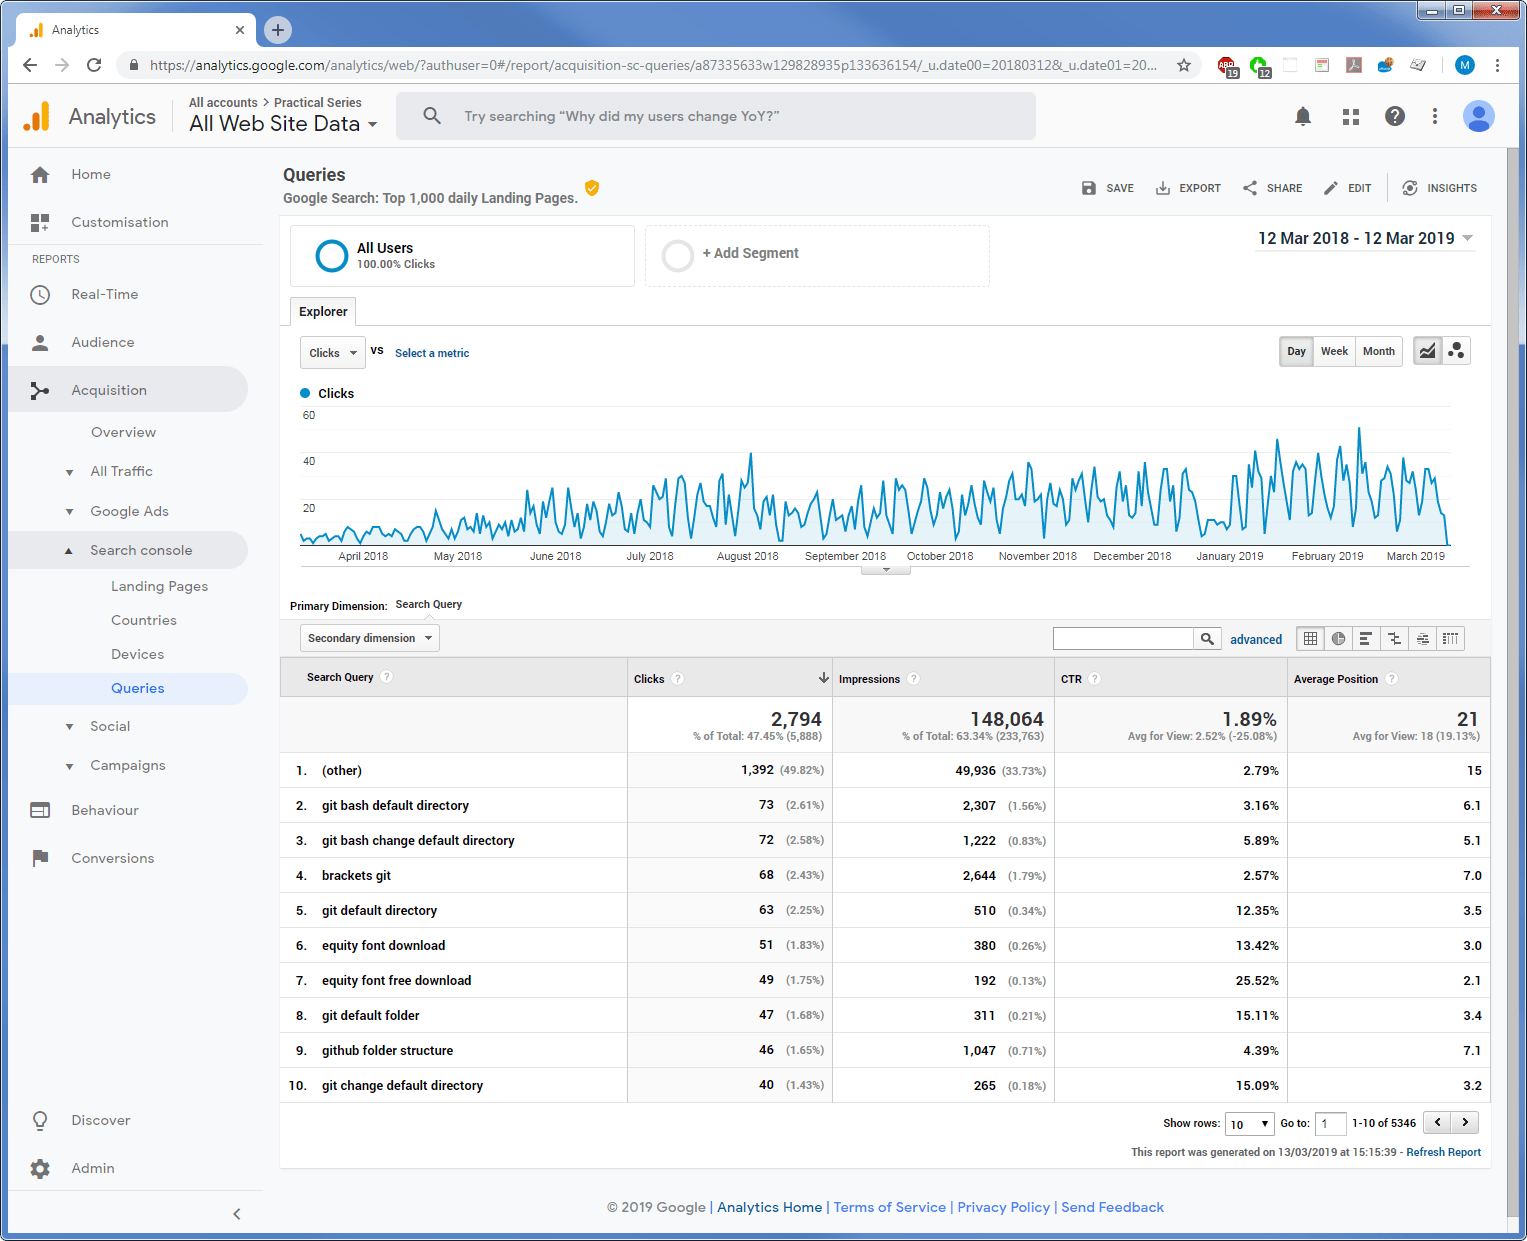 Analytics
https://analytics.google.com/analytics/web/?authuser=0#/report/acquisition-sc-queries/a87335633w129828935p133636154/_u.date00=20180312&_u.date01=20...
ABP 19 12 M
Analytics
All accounts > Practical Series
All Web Site Data
Try searching “Why did my users change YoY?”
Home
Customisation
REPORTS
Real-Time
Audience
Acquisition
Overview
All Traffic
Google Ads
Search console
Landing Pages
Countries
Devices
Queries
Social
Campaigns
Behaviour
Conversions
Discover
Admin
Queries
Google Search: Top 1,000 daily Landing Pages.
SAVE EXPORT SHARE EDIT INSIGHTS
All Users
100.00% Clicks
+ Add Segment
12 Mar 2018 - 12 Mar 2019
Explorer
Clicks vs Select a metric
Day Week Month
Clicks
60
40
20
April 2018 May 2018 June 2018 July 2018 August 2018 September 2018 October 2018 November 2018 December 2018 January 2019 February 2019 March 2019
Primary Dimension: Search Query
Secondary dimension
advanced
Search Query ? Clicks ? Impressions ? CTR ? Average Position ?
2,794 148,064 1.89% 21
% of Total: 47.45% (5,888) % of Total: 63.34% (233,763) Avg for View: 2.52% (-25.08%) Avg for View: 18 (19.13%)
1. (other) 1,392 (49.82%) 49,936 (33.73%) 2.79% 15
2. git bash default directory 73 (2.61%) 2,307 (1.56%) 3.16% 6.1
3. git bash change default directory 72 (2.58%) 1,222 (0.83%) 5.89% 5.1
4. brackets git 68 (2.43%) 2,644 (1.79%) 2.57% 7.0
5. git default directory 63 (2.25%) 510 (0.34%) 12.35% 3.5
6. equity font download 51 (1.83%) 380 (0.26%) 13.42% 3.0
7. equity font free download 49 (1.75%) 192 (0.13%) 25.52% 2.1
8. git default folder 47 (1.68%) 311 (0.21%) 15.11% 3.4
9. github folder structure 46 (1.65%) 1,047 (0.71%) 4.39% 7.1
10. git change default directory 40 (1.43%) 265 (0.18%) 15.09% 3.2
Show rows: 10 Go to: 1 1-10 of 5346
This report was generated on 13/03/2019 at 15:15:39 - Refresh Report
© 2019 Google | Analytics Home | Terms of Service | Privacy Policy | Send Feedback